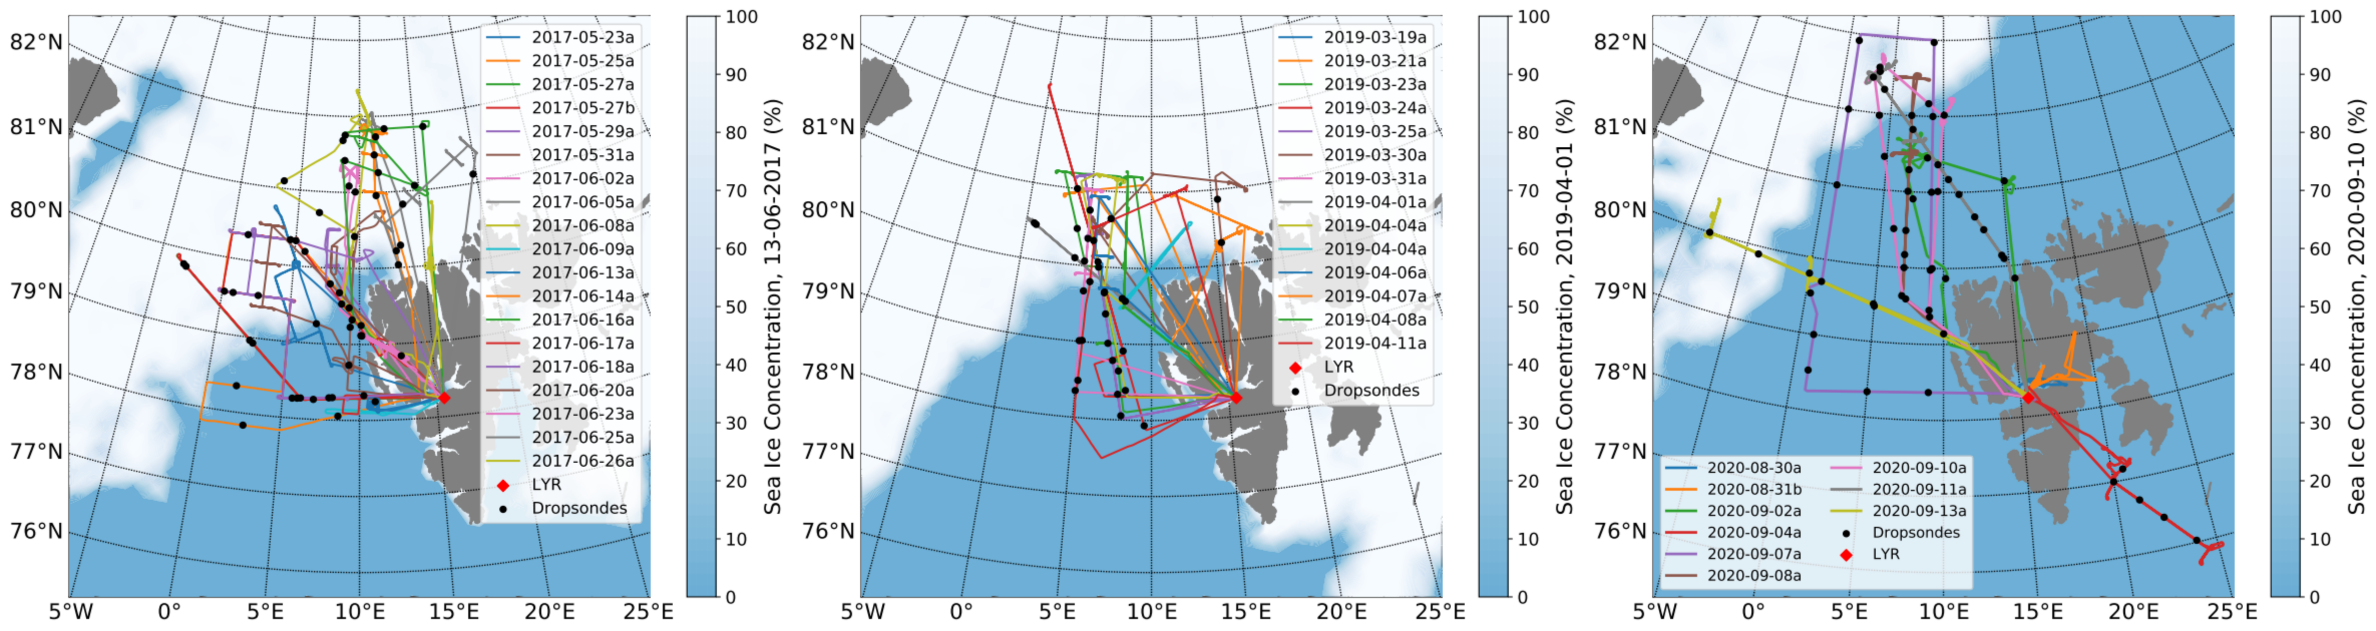 82°N
81°N
80°N
79°N
78°N
77°N
76°N
5°W
0°
5°E
10°E
15°E
20°E
25°E
2017-05-23a
2017-05-25a
2017-05-27a
2017-05-27b
2017-05-29a
2017-05-31a
2017-06-02a
2017-06-05a
2017-06-08a
2017-06-09a
2017-06-13a
2017-06-14a
2017-06-16a
2017-06-17a
2017-06-18a
2017-06-20a
2017-06-23a
2017-06-25a
2017-06-26a
LYR
Dropsondes
100
90
80
70
60
50
40
30
20
10
0
Sea Ice Concentration, 13-06-2017 (%)
82°N
81°N
80°N
79°N
78°N
77°N
76°N
5°W
0°
5°E
10°E
15°E
20°E
25°E
2019-03-19a
2019-03-21a
2019-03-23a
2019-03-24a
2019-03-25a
2019-03-30a
2019-03-31a
2019-04-01a
2019-04-04a
2019-04-04a
2019-04-06a
2019-04-07a
2019-04-08a
2019-04-11a
LYR
Dropsondes
100
90
80
70
60
50
40
30
20
10
0
Sea Ice Concentration, 2019-04-01 (%)
82°N
81°N
80°N
79°N
78°N
77°N
76°N
5°W
0°
5°E
10°E
15°E
20°E
25°E
2020-08-30a
2020-08-31b
2020-09-02a
2020-09-04a
2020-09-07a
2020-09-08a
2020-09-10a
2020-09-11a
2020-09-13a
Dropsondes
LYR
100
90
80
70
60
50
40
30
20
10
0
Sea Ice Concentration, 2020-09-10 (%)